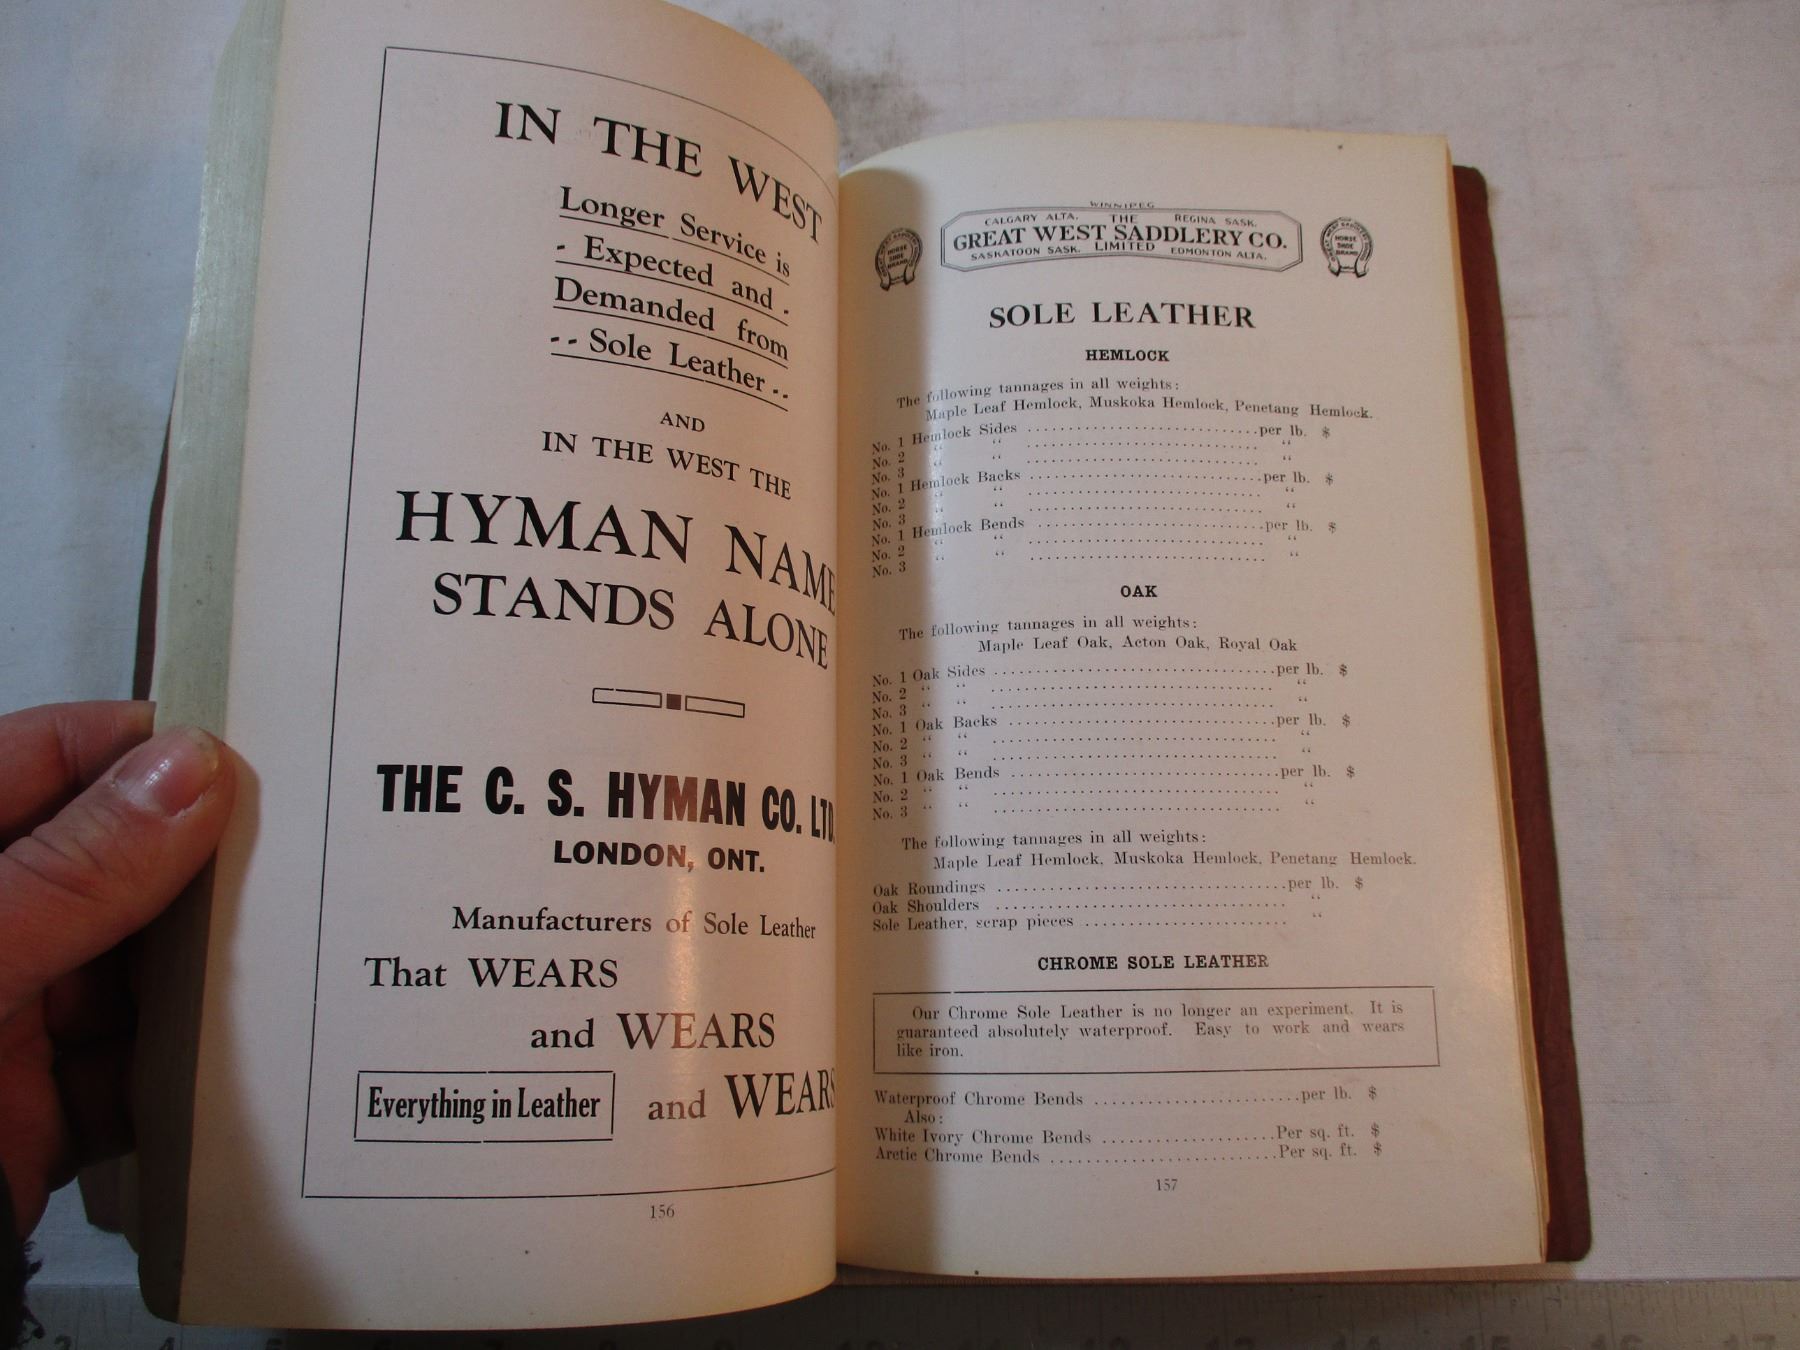 IN THE WEST
Longer Service is
- Expected and .
Demanded from
-- Sole Leather ..
AND
IN THE WEST THE
HYMAN NAME
STANDS ALONE
THE C. S. HYMAN CO. LTD.
LONDON, ONT.
Manufacturers of Sole Leather
That WEARS
and WEARS
Everything in Leather and WEARS
156
WINNIPEG
CALGARY ALTA. THE REGINA SASK.
GREAT WEST SADDLERY CO.
SASKATOON SASK. LIMITED EDMONTON ALTA.
HORSE
SHOE
BRAND
HORSE
SHOE
BRAND
SOLE LEATHER
HEMLOCK
The following tannages in all weights:
Maple Leaf Hemlock, Muskoka Hemlock, Penetang Hemlock.
No. 1 Hemlock Sides ............................per lb. $
No. 2 “ “ ............................ “
No. 3 “ “ ............................ “
No. 1 Hemlock Backs ............................per lb. $
No. 2 “ “ ............................ “
No. 3 “ “ ............................ “
No. 1 Hemlock Bends ............................per lb. $
No. 2 “ “ ............................ “
No. 3 “ “ ............................ “
OAK
The following tannages in all weights:
Maple Leaf Oak, Acton Oak, Royal Oak
No. 1 Oak Sides ..................................per lb. $
No. 2 “ “ .................................. “
No. 3 “ “ .................................. “
No. 1 Oak Backs ................................per lb. $
No. 2 “ “ .................................. “
No. 3 “ “ .................................. “
No. 1 Oak Bends ................................per lb. $
No. 2 “ “ .................................. “
No. 3 “ “ .................................. “
The following tannages in all weights:
Maple Leaf Hemlock, Muskoka Hemlock, Penetang Hemlock.
Oak Roundings ..................................per lb. $
Oak Shoulders .................................. “
Sole Leather, scrap pieces ....................... “
CHROME SOLE LEATHER
Our Chrome Sole Leather is no longer an experiment. It is
guaranteed absolutely waterproof. Easy to work and wears
like iron.
Waterproof Chrome Bends ........................per lb. $
Also:
White Ivory Chrome Bends ....................Per sq. ft. $
Arctic Chrome Bends ..........................Per sq. ft. $
157